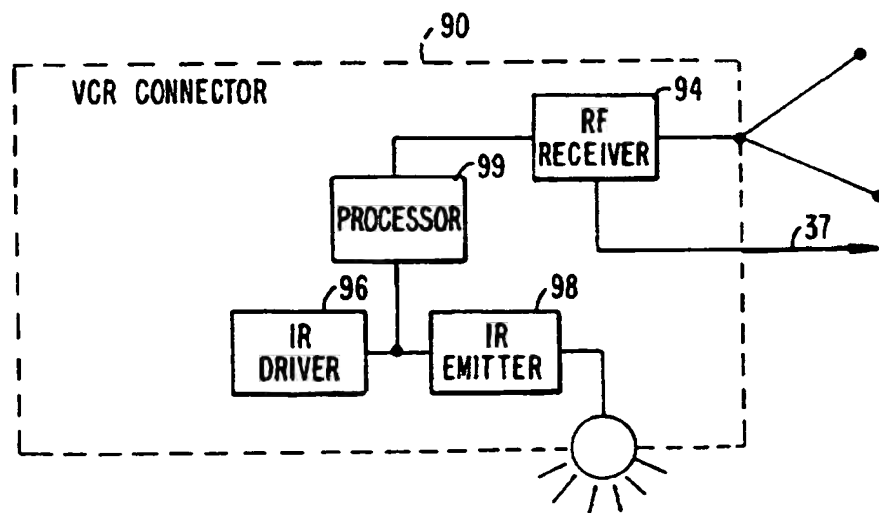 90
VCR CONNECTOR
94
RF
RECEIVER
99
PROCESSOR
37
96
98
IR
DRIVER
IR
EMITTER